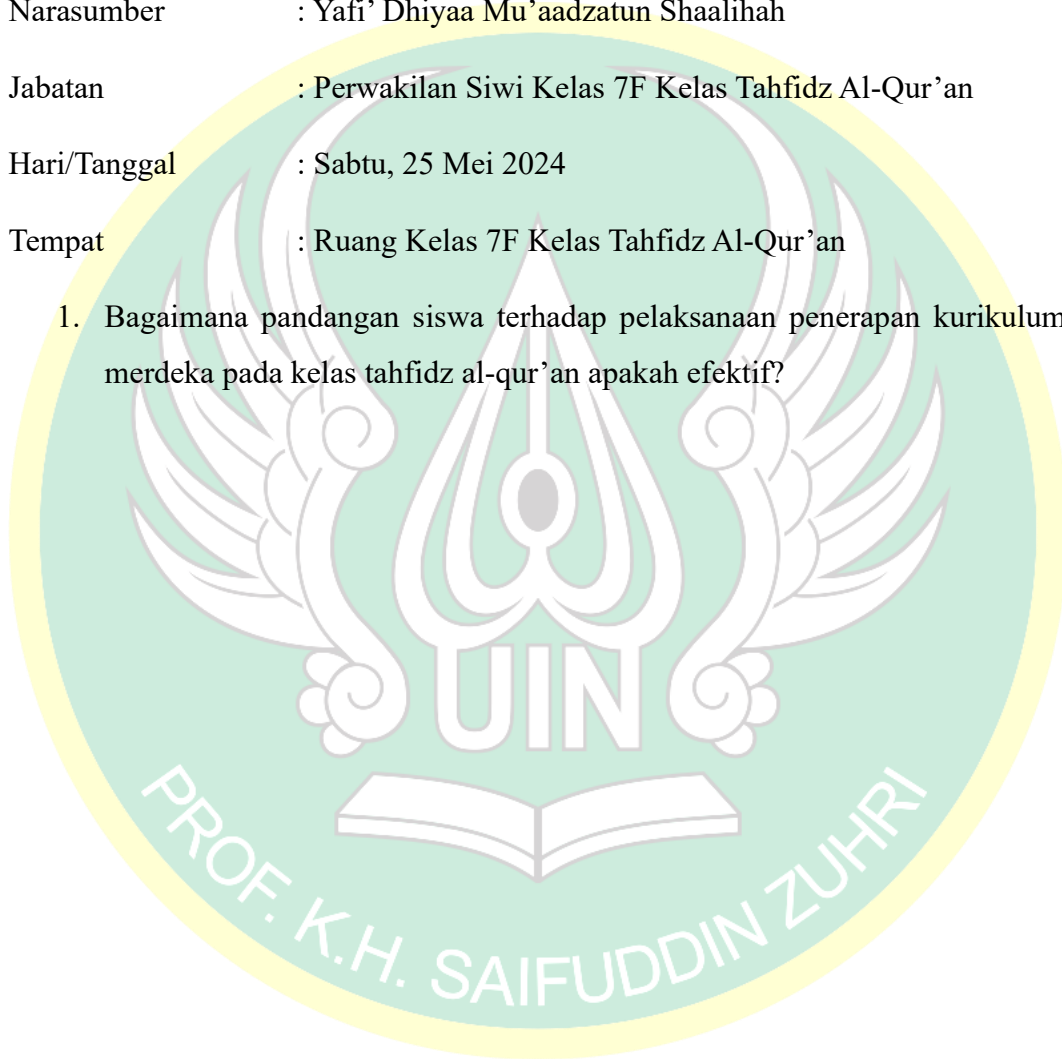 Narasumber : Yafi’ Dhiyaa Mu’aadzatun Shaalihah
Jabatan : Perwakilan Siwi Kelas 7F Kelas Tahfidz Al-Qur’an
Hari/Tanggal : Sabtu, 25 Mei 2024
Tempat : Ruang Kelas 7F Kelas Tahfidz Al-Qur’an
1. Bagaimana pandangan siswa terhadap pelaksanaan penerapan kurikulum
merdeka pada kelas tahfidz al-qur’an apakah efektif?
UIN
PROF. K.H. SAIFUDDIN ZUHRI